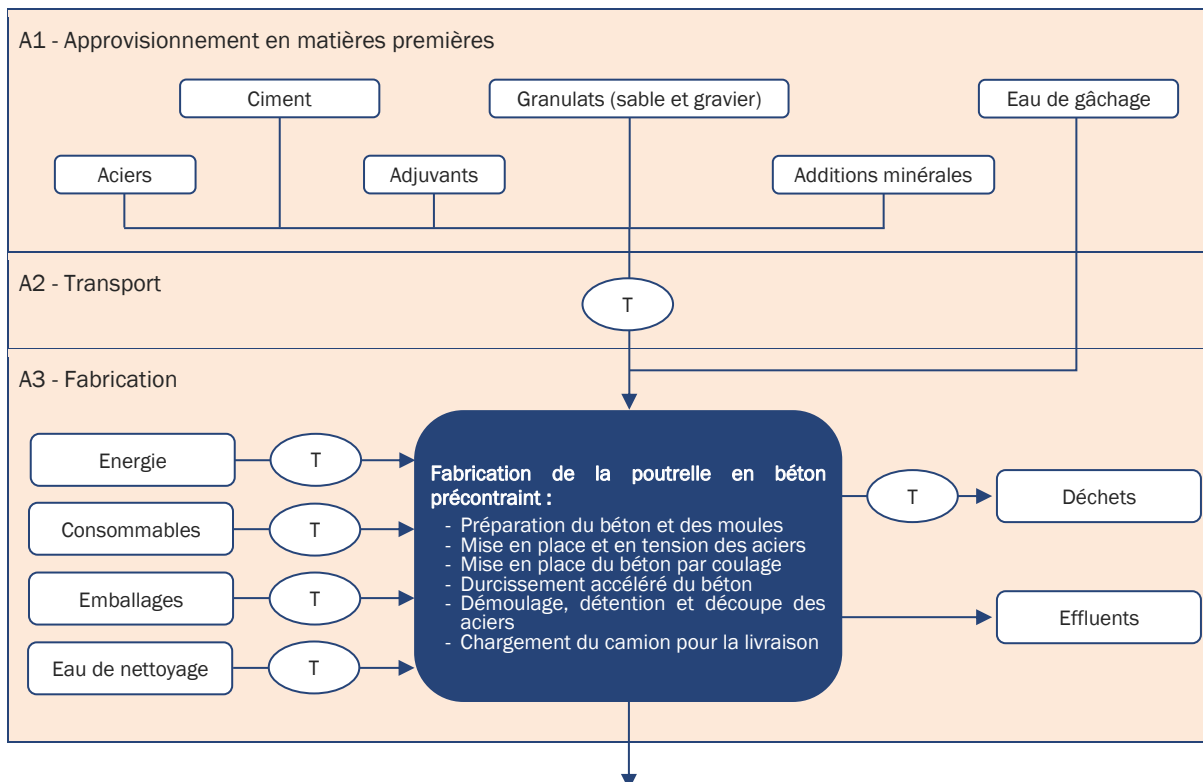 A1 - Approvisionnement en matières premières
Ciment
Granulats (sable et gravier)
Eau de gâchage
Aciers
Adjuvants
Additions minérales
A2 - Transport
T
A3 - Fabrication
Energie
T
Consommables
T
Emballages
T
Eau de nettoyage
T
Fabrication de la poutrelle en béton
précontraint :
- Préparation du béton et des moules
- Mise en place et en tension des aciers
- Mise en place du béton par coulage
- Durcissement accéléré du béton
- Démoulage, détention et découpe des
aciers
- Chargement du camion pour la livraison
T
Déchets
Effluents